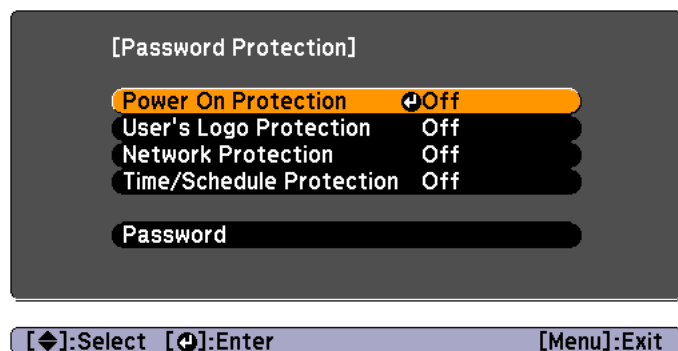 [Password Protection]
Power On Protection Off
User's Logo Protection Off
Network Protection Off
Time/Schedule Protection Off
Password
[◆]:Select [↵]:Enter [Menu]:Exit